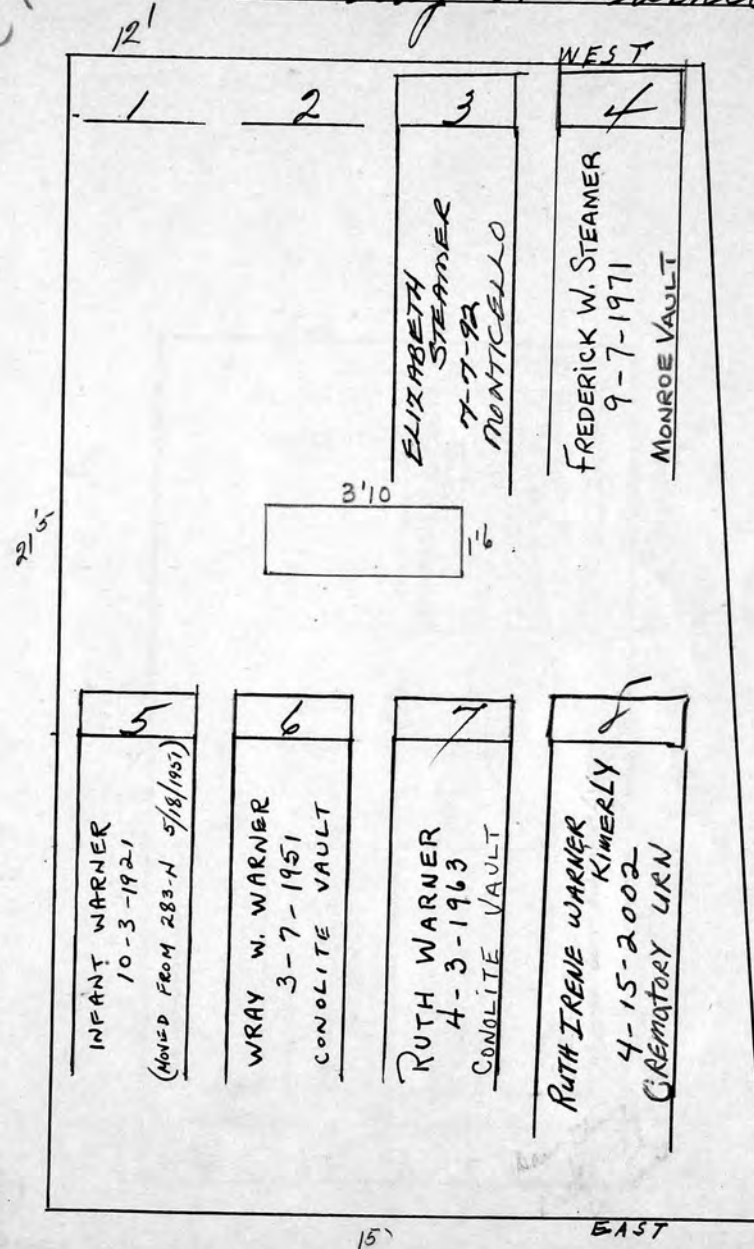 12'
WEST
1
2
3
4
ELIZABETH
STEAMER
7-7-92
MONTICELLO
FREDERICK W. STEAMER
9-7-1971
MONROE VAULT
3'10
1'6
21'5
5
6
7
8
INFANT WARNER
10-3-1921
(MOVED FROM 283-N 5/18/1951)
WRAY W. WARNER
3-7-1951
CONOLITE VAULT
RUTH WARNER
4-3-1963
CONOLITE VAULT
RUTH IRENE WARNER
KIMERLY
4-15-2002
CREMATORY URN
15'
EAST